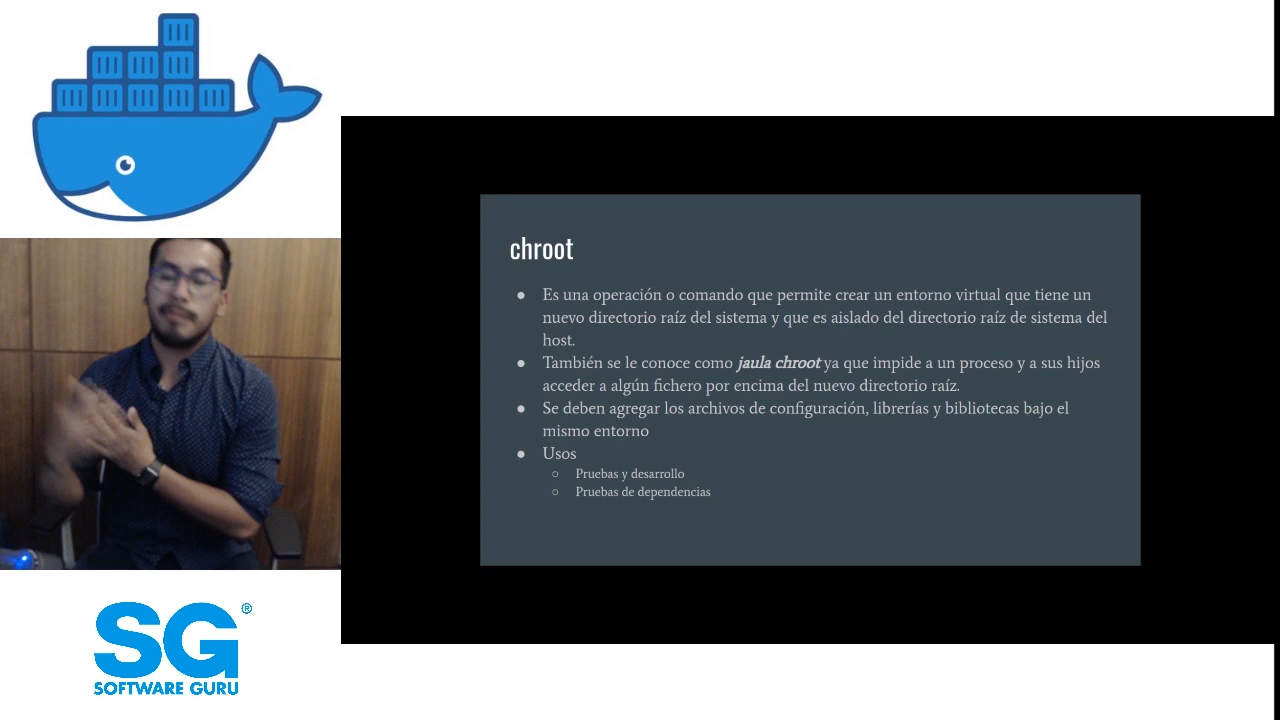 chroot
● Es una operación o comando que permite crear un entorno virtual que tiene un
nuevo directorio raíz del sistema y que es aislado del directorio raíz de sistema del
host.
● También se le conoce como jaula chroot ya que impide a un proceso y a sus hijos
acceder a algún fichero por encima del nuevo directorio raíz.
● Se deben agregar los archivos de configuración, librerías y bibliotecas bajo el
mismo entorno
● Usos
○ Pruebas y desarrollo
○ Pruebas de dependencias
SG®
SOFTWARE GURU